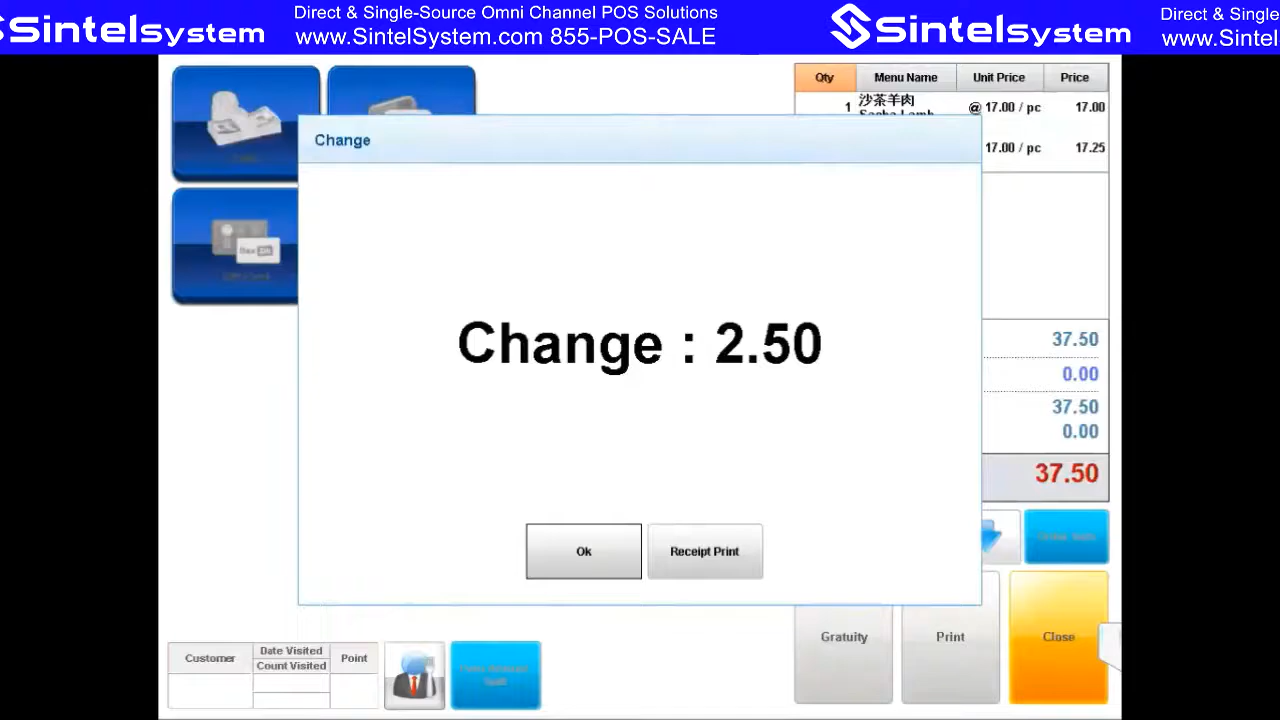 Sintelsystem
Direct & Single-Source Omni Channel POS Solutions
www.SintelSystem.com 855-POS-SALE
Sintelsystem
Direct & Single
www.Sintel
Qty Menu Name Unit Price Price
1 沙茶羊肉 @ 17.00 / pc 17.00
17.00 / pc 17.25
Change
Change : 2.50
Ok
Receipt Print
37.50
0.00
37.50
0.00
37.50
Gratuity
Print
Close
Customer
Date Visited
Count Visited
Point